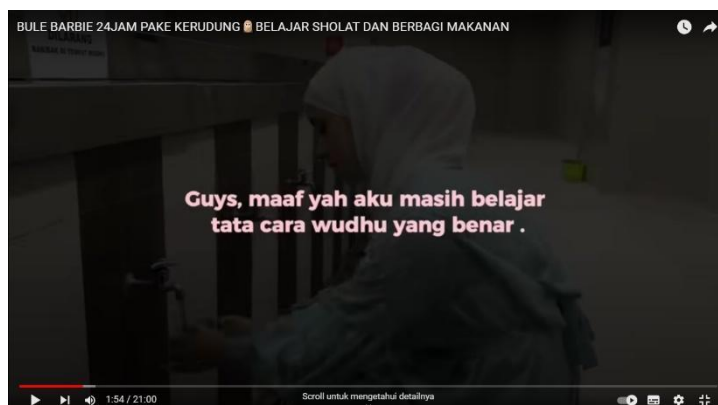 BULE BARBIE 24JAM PAKE KERUDUNG🧕BELAJAR SHOLAT DAN BERBAGI MAKANAN
DILARANG
Guys, maaf yah aku masih belajar
tata cara wudhu yang benar .
1:54 / 21:00
Scroll untuk mengetahui detailnya